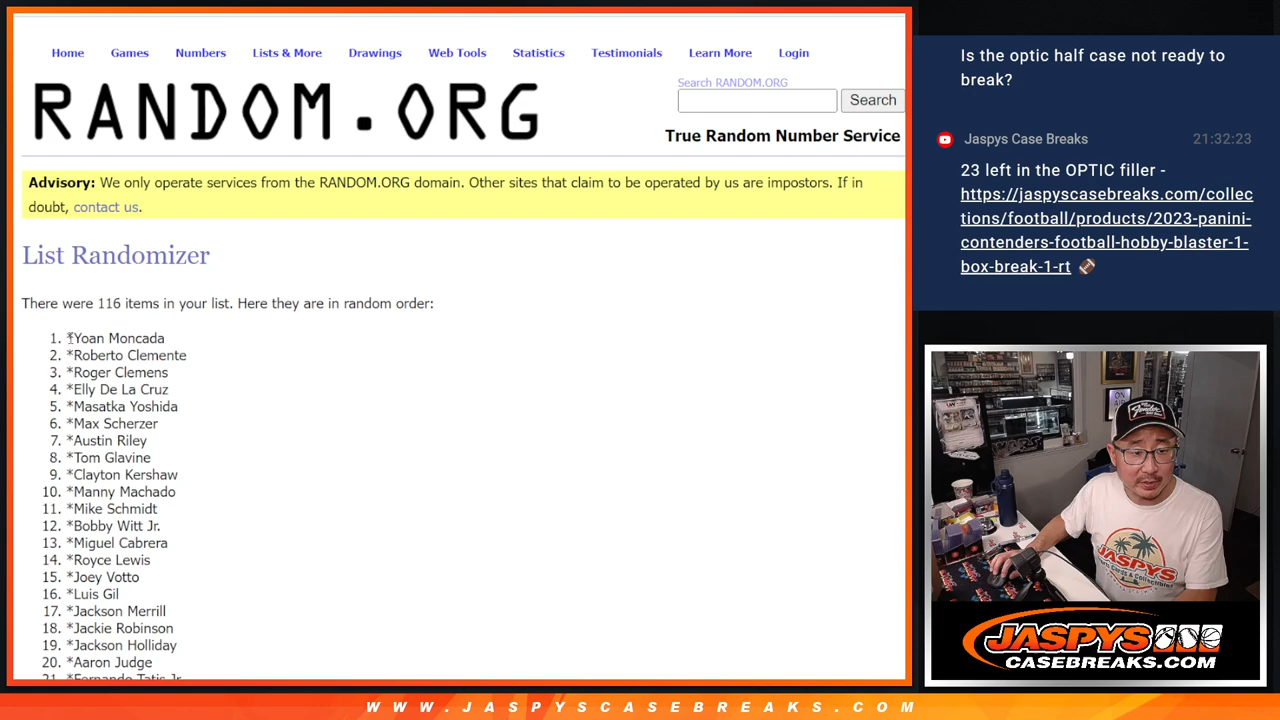 Home Games Numbers Lists & More Drawings Web Tools Statistics Testimonials Learn More Login
RANDOM.ORG
Search RANDOM.ORG
Search
True Random Number Service
Advisory: We only operate services from the RANDOM.ORG domain. Other sites that claim to be operated by us are impostors. If in
doubt, contact us.
List Randomizer
There were 116 items in your list. Here they are in random order:
1. *Yoan Moncada
2. *Roberto Clemente
3. *Roger Clemens
4. *Elly De La Cruz
5. *Masatka Yoshida
6. *Max Scherzer
7. *Austin Riley
8. *Tom Glavine
9. *Clayton Kershaw
10. *Manny Machado
11. *Mike Schmidt
12. *Bobby Witt Jr.
13. *Miguel Cabrera
14. *Royce Lewis
15. *Joey Votto
16. *Luis Gil
17. *Jackson Merrill
18. *Jackie Robinson
19. *Jackson Holliday
20. *Aaron Judge
21. *Fernando Tatis Jr.
Is the optic half case not ready to
break?
Jaspys Case Breaks 21:32:23
23 left in the OPTIC filler -
https://jaspyscasebreaks.com/collec
tions/football/products/2023-panini-
contenders-football-hobby-blaster-1-
box-break-1-rt 🏈
ON
AIR
JASPYS
JASPYS
CASEBREAKS.COM
WWW.JASPYSCASEBREAKS.COM